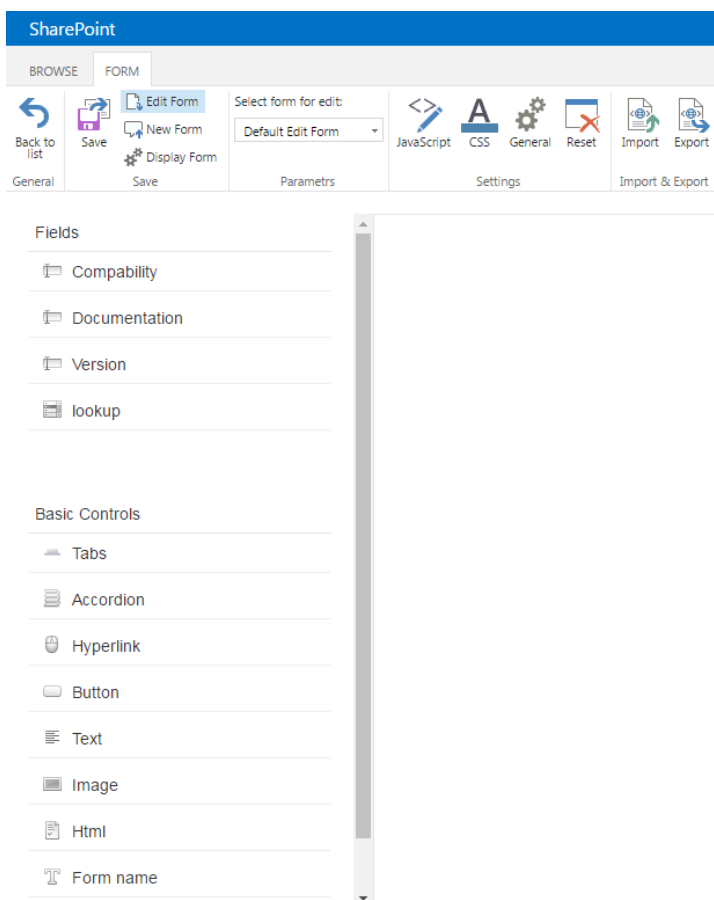 SharePoint
BROWSE FORM
Edit Form
New Form
Display Form
Select form for edit:
Default Edit Form
Back to
list
Save
JavaScript CSS General Reset
Import Export
General Save Parametrs Settings Import & Export
Fields
Compability
Documentation
Version
lookup
Basic Controls
Tabs
Accordion
Hyperlink
Button
Text
Image
Html
Form name